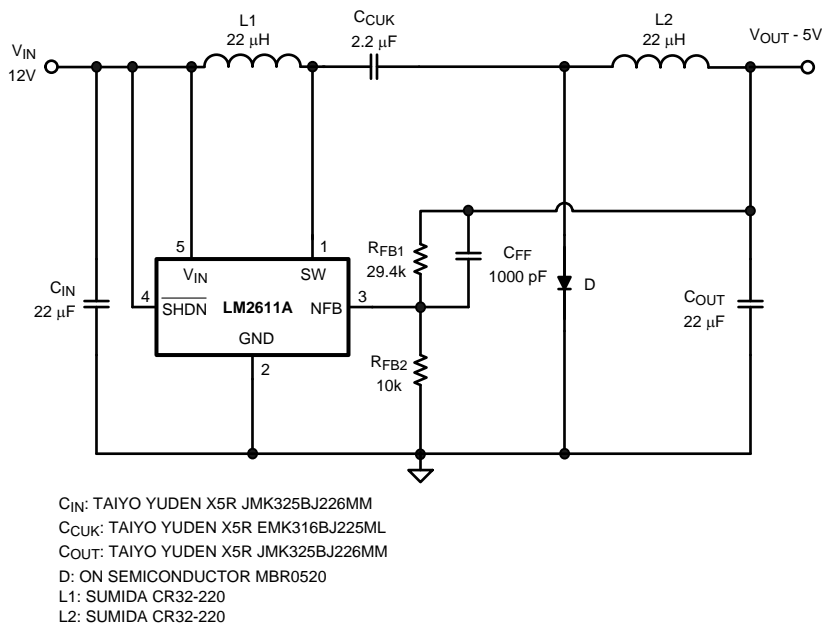 L1
22 μH
CCUK
2.2 μF
L2
22 μH
VOUT - 5V
VIN
12V
5
1
VIN
SW
RFB1
29.4k
CFF
1000 pF
D
CIN
22 μF
4
SHDN
LM2611A
NFB
3
GND
2
RFB2
10k
COUT
22 μF
CIN: TAIYO YUDEN X5R JMK325BJ226MM
CCUK: TAIYO YUDEN X5R EMK316BJ225ML
COUT: TAIYO YUDEN X5R JMK325BJ226MM
D: ON SEMICONDUCTOR MBR0520
L1: SUMIDA CR32-220
L2: SUMIDA CR32-220